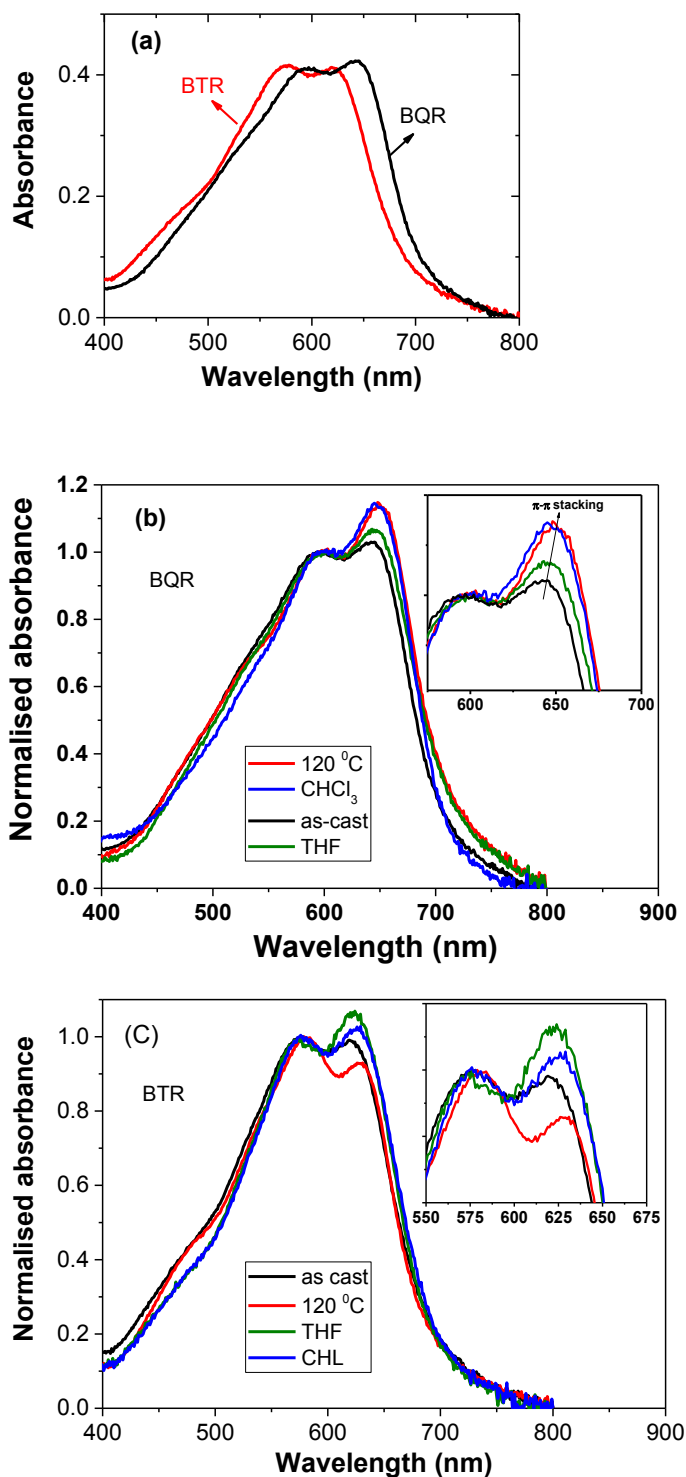 (a)
BTR
BQR
Absorbance
0.4
0.2
0.0
400 500 600 700 800
Wavelength (nm)
(b)
BQR
Normalised absorbance
1.2
1.0
0.8
0.6
0.4
0.2
0.0
π-π stacking
600 650 700
120 ⁰C
CHCl₃
as-cast
THF
400 500 600 700 800 900
Wavelength (nm)
(C)
BTR
Normalised absorbance
1.0
0.8
0.6
0.4
0.2
0.0
550 575 600 625 650 675
as cast
120 ⁰C
THF
CHL
400 500 600 700 800 900
Wavelength (nm)